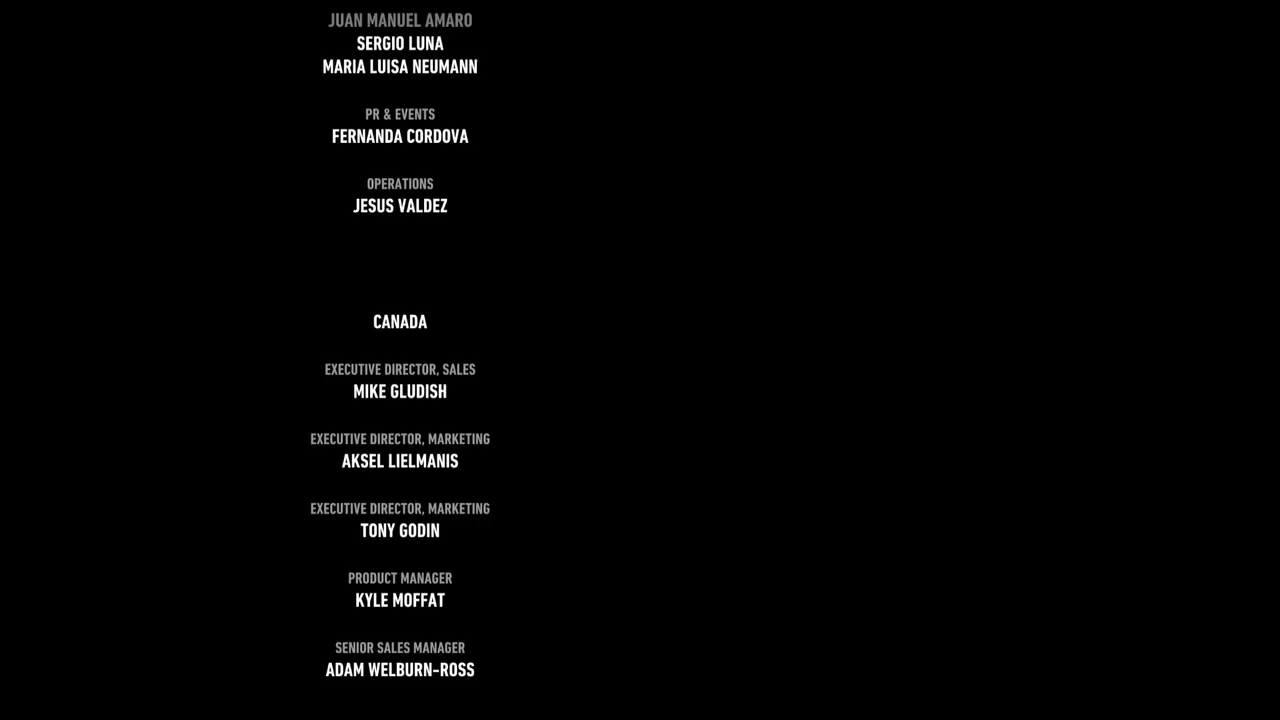 JUAN MANUEL AMARO
SERGIO LUNA
MARIA LUISA NEUMANN
PR & EVENTS
FERNANDA CORDOVA
OPERATIONS
JESUS VALDEZ
CANADA
EXECUTIVE DIRECTOR, SALES
MIKE GLUDISH
EXECUTIVE DIRECTOR, MARKETING
AKSEL LIELMANIS
EXECUTIVE DIRECTOR, MARKETING
TONY GODIN
PRODUCT MANAGER
KYLE MOFFAT
SENIOR SALES MANAGER
ADAM WELBURN-ROSS